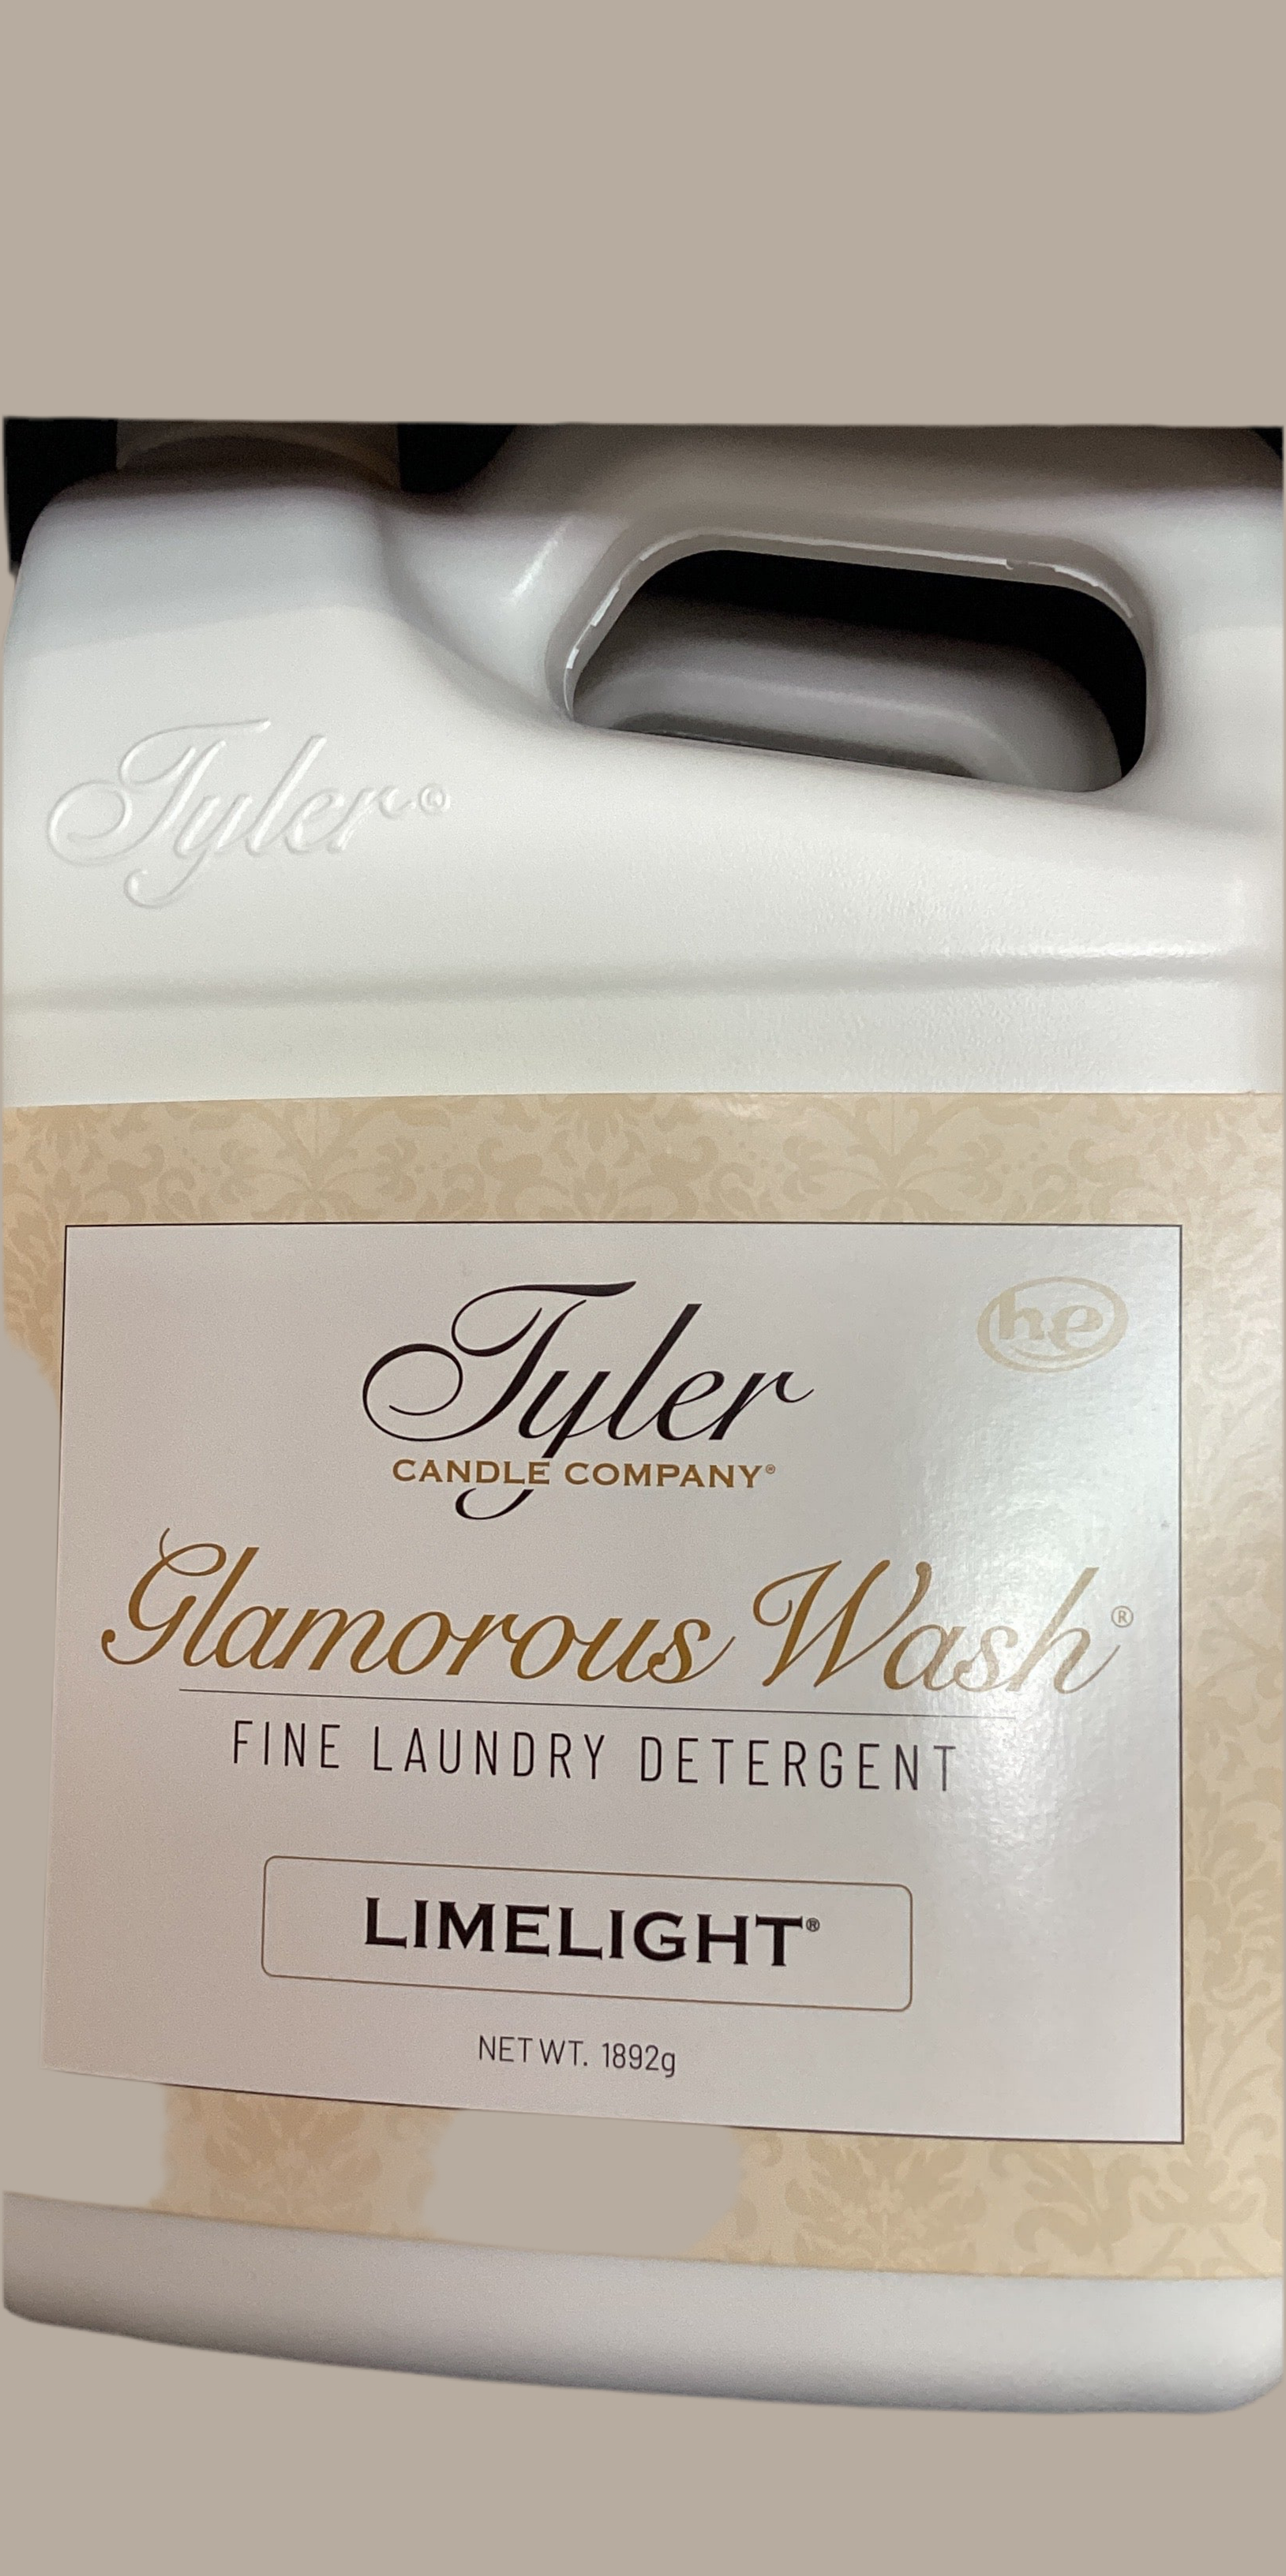 Tyler®
he
Tyler
CANDLE COMPANY®
Glamorous Wash®
FINE LAUNDRY DETERGENT
LIMELIGHT®
NET WT. 1892g